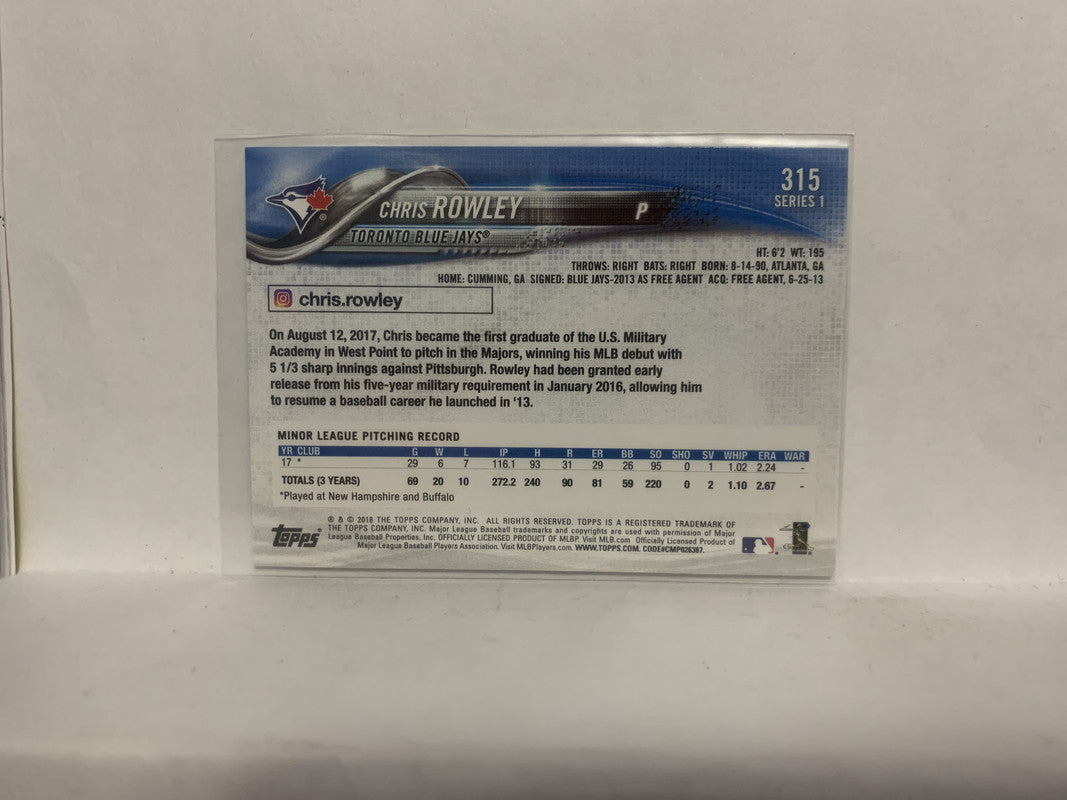 315
SERIES 1
CHRIS ROWLEY P
TORONTO BLUE JAYS®
HT: 6'2 WT: 195
THROWS: RIGHT BATS: RIGHT BORN: 8-14-90, ATLANTA, GA
HOME: CUMMING, GA SIGNED: BLUE JAYS-2013 AS FREE AGENT ACQ: FREE AGENT, 6-25-13
chris.rowley
On August 12, 2017, Chris became the first graduate of the U.S. Military
Academy in West Point to pitch in the Majors, winning his MLB debut with
5 1/3 sharp innings against Pittsburgh. Rowley had been granted early
release from his five-year military requirement in January 2016, allowing him
to resume a baseball career he launched in '13.
MINOR LEAGUE PITCHING RECORD
YR CLUB G W L IP H R ER BB SO SHO SV WHIP ERA WAR
17 * 29 6 7 116.1 93 31 29 26 95 0 1 1.02 2.24 -
TOTALS (3 YEARS) 69 20 10 272.2 240 90 81 59 220 0 2 1.10 2.67 -
*Played at New Hampshire and Buffalo
® & © 2018 THE TOPPS COMPANY, INC. ALL RIGHTS RESERVED. TOPPS IS A REGISTERED TRADEMARK OF
THE TOPPS COMPANY, INC. Major League Baseball trademarks and copyrights are used with permission of Major
League Baseball Properties, Inc. OFFICIALLY LICENSED PRODUCT OF MLBP. Visit MLB.com Officially Licensed Product of
Major League Baseball Players Association. Visit MLBPlayers.com. WWW.TOPPS.COM. CODE#CMP026397.
Topps